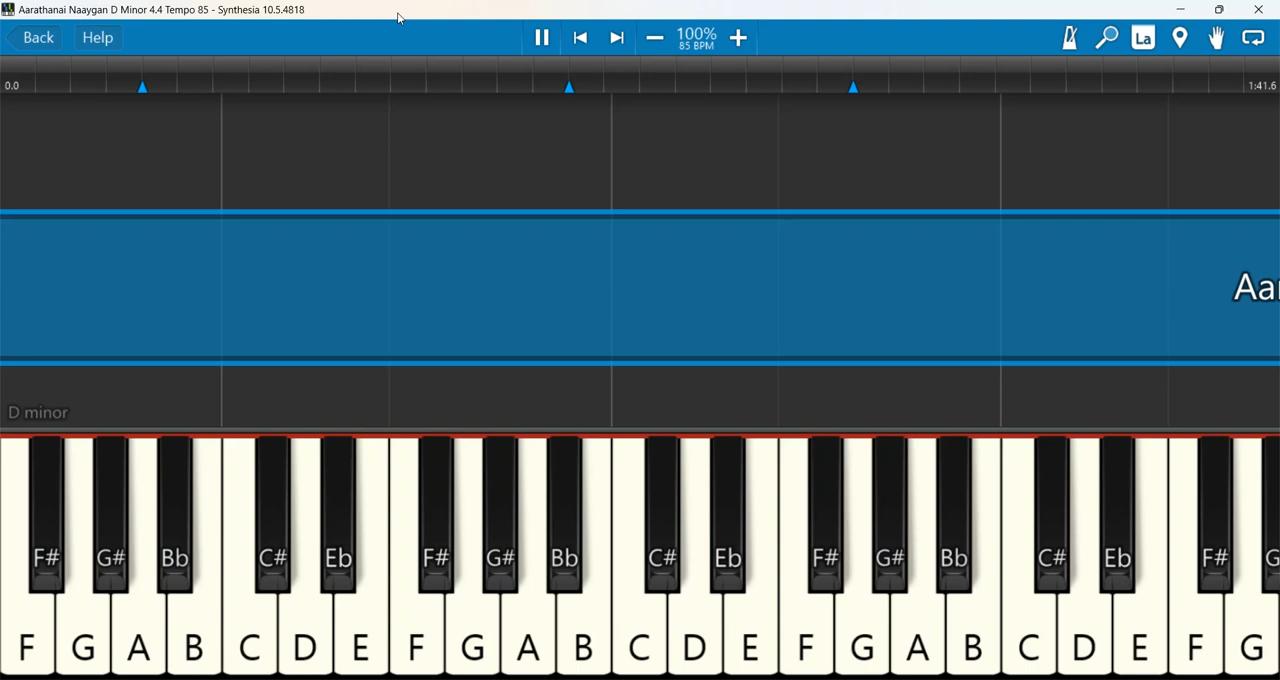 Aarathanai Naaygan D Minor 4.4 Tempo 85 - Synthesia 10.5.4818
Back Help 100% La
85 BPM
0.0 1:41.6
Aar
D minor
F# G# Bb C# Eb F# G# Bb C# Eb F# G# Bb C# Eb F# G
F G A B C D E F G A B C D E F G A B C D E F G